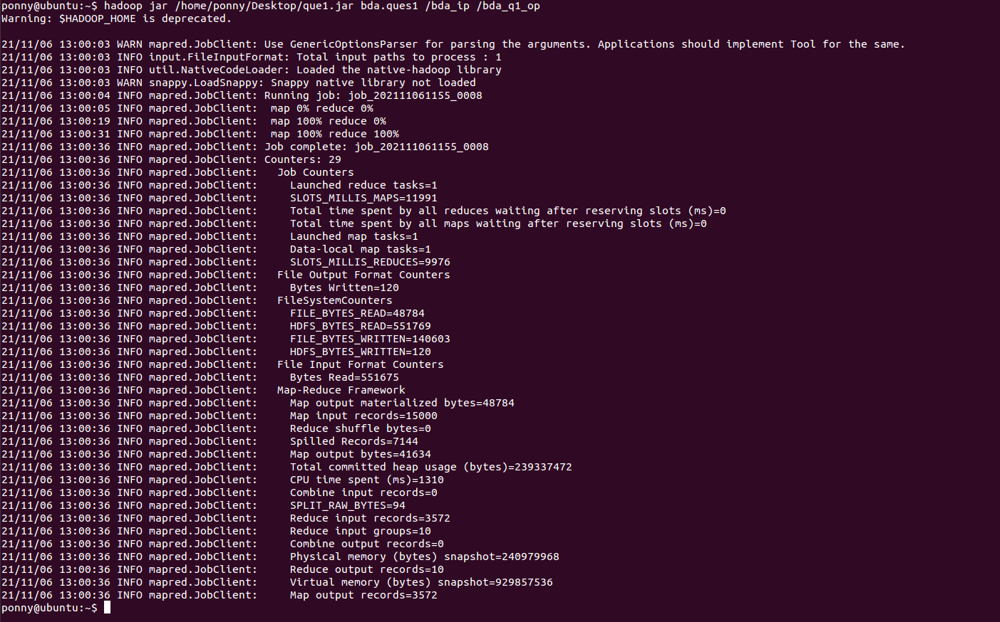 ponny@ubuntu:~$ hadoop jar /home/ponny/Desktop/que1.jar bda.ques1 /bda_ip /bda_q1_op
Warning: $HADOOP_HOME is deprecated.
21/11/06 13:00:03 WARN mapred.JobClient: Use GenericOptionsParser for parsing the arguments. Applications should implement Tool for the same.
21/11/06 13:00:03 INFO input.FileInputFormat: Total input paths to process : 1
21/11/06 13:00:03 INFO util.NativeCodeLoader: Loaded the native-hadoop library
21/11/06 13:00:03 WARN snappy.LoadSnappy: Snappy native library not loaded
21/11/06 13:00:04 INFO mapred.JobClient: Running job: job_202111061155_0008
21/11/06 13:00:05 INFO mapred.JobClient:  map 0% reduce 0%
21/11/06 13:00:19 INFO mapred.JobClient:  map 100% reduce 0%
21/11/06 13:00:31 INFO mapred.JobClient:  map 100% reduce 100%
21/11/06 13:00:36 INFO mapred.JobClient: Job complete: job_202111061155_0008
21/11/06 13:00:36 INFO mapred.JobClient: Counters: 29
21/11/06 13:00:36 INFO mapred.JobClient:   Job Counters
21/11/06 13:00:36 INFO mapred.JobClient:     Launched reduce tasks=1
21/11/06 13:00:36 INFO mapred.JobClient:     SLOTS_MILLIS_MAPS=11991
21/11/06 13:00:36 INFO mapred.JobClient:     Total time spent by all reduces waiting after reserving slots (ms)=0
21/11/06 13:00:36 INFO mapred.JobClient:     Total time spent by all maps waiting after reserving slots (ms)=0
21/11/06 13:00:36 INFO mapred.JobClient:     Launched map tasks=1
21/11/06 13:00:36 INFO mapred.JobClient:     Data-local map tasks=1
21/11/06 13:00:36 INFO mapred.JobClient:     SLOTS_MILLIS_REDUCES=9976
21/11/06 13:00:36 INFO mapred.JobClient:   File Output Format Counters
21/11/06 13:00:36 INFO mapred.JobClient:     Bytes Written=120
21/11/06 13:00:36 INFO mapred.JobClient:   FileSystemCounters
21/11/06 13:00:36 INFO mapred.JobClient:     FILE_BYTES_READ=48784
21/11/06 13:00:36 INFO mapred.JobClient:     HDFS_BYTES_READ=551769
21/11/06 13:00:36 INFO mapred.JobClient:     FILE_BYTES_WRITTEN=140603
21/11/06 13:00:36 INFO mapred.JobClient:     HDFS_BYTES_WRITTEN=120
21/11/06 13:00:36 INFO mapred.JobClient:   File Input Format Counters
21/11/06 13:00:36 INFO mapred.JobClient:     Bytes Read=551675
21/11/06 13:00:36 INFO mapred.JobClient:   Map-Reduce Framework
21/11/06 13:00:36 INFO mapred.JobClient:     Map output materialized bytes=48784
21/11/06 13:00:36 INFO mapred.JobClient:     Map input records=15000
21/11/06 13:00:36 INFO mapred.JobClient:     Reduce shuffle bytes=0
21/11/06 13:00:36 INFO mapred.JobClient:     Spilled Records=7144
21/11/06 13:00:36 INFO mapred.JobClient:     Map output bytes=41634
21/11/06 13:00:36 INFO mapred.JobClient:     Total committed heap usage (bytes)=239337472
21/11/06 13:00:36 INFO mapred.JobClient:     CPU time spent (ms)=1310
21/11/06 13:00:36 INFO mapred.JobClient:     Combine input records=0
21/11/06 13:00:36 INFO mapred.JobClient:     SPLIT_RAW_BYTES=94
21/11/06 13:00:36 INFO mapred.JobClient:     Reduce input records=3572
21/11/06 13:00:36 INFO mapred.JobClient:     Reduce input groups=10
21/11/06 13:00:36 INFO mapred.JobClient:     Combine output records=0
21/11/06 13:00:36 INFO mapred.JobClient:     Physical memory (bytes) snapshot=240979968
21/11/06 13:00:36 INFO mapred.JobClient:     Reduce output records=10
21/11/06 13:00:36 INFO mapred.JobClient:     Virtual memory (bytes) snapshot=929857536
21/11/06 13:00:36 INFO mapred.JobClient:     Map output records=3572
ponny@ubuntu:~$